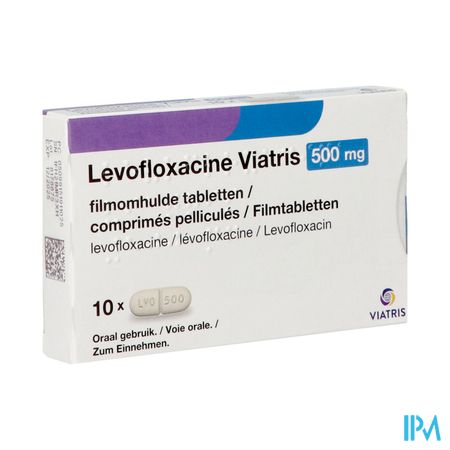 Levofloxacine Viatris 500 mg
filmomhulde tabletten /
comprimés pelliculés / Filmtabletten
levofloxacine / lévofloxacine / Levofloxacin
10 x LVO 500
Oraal gebruik. / Voie orale. /
Zum Einnehmen.
VIATRIS
IPM